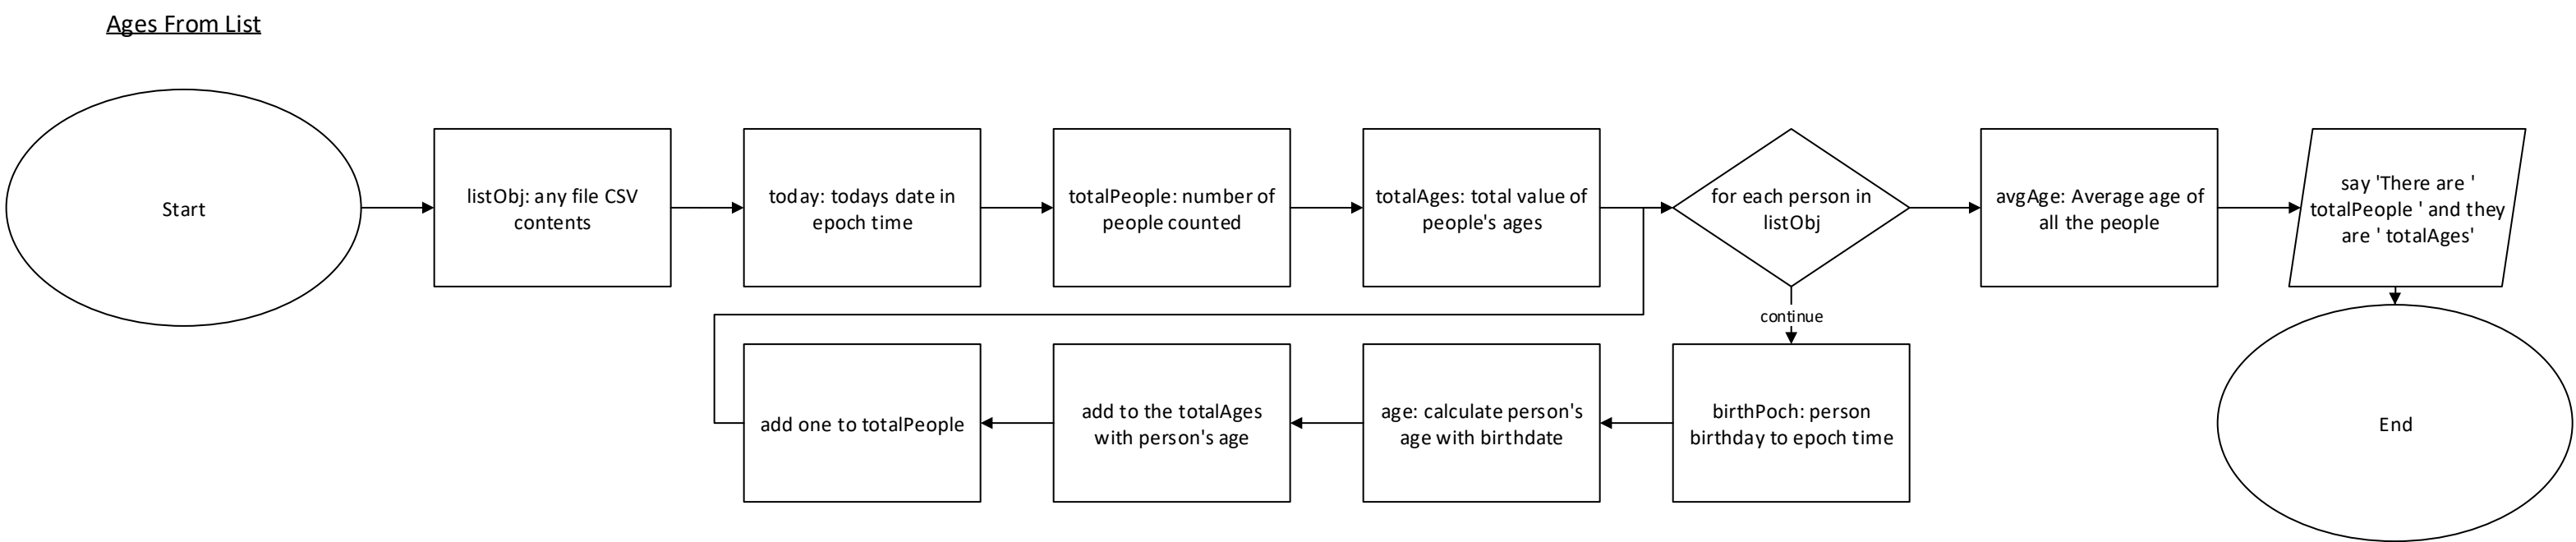 Ages From List
Start
listObj: any file CSV
contents
today: todays date in
epoch time
totalPeople: number of
people counted
totalAges: total value of
people's ages
for each person in
listObj
avgAge: Average age of
all the people
say 'There are '
totalPeople ' and they
are ' totalAges'
continue
add one to totalPeople
add to the totalAges
with person's age
age: calculate person's
age with birthdate
birthPoch: person
birthday to epoch time
End